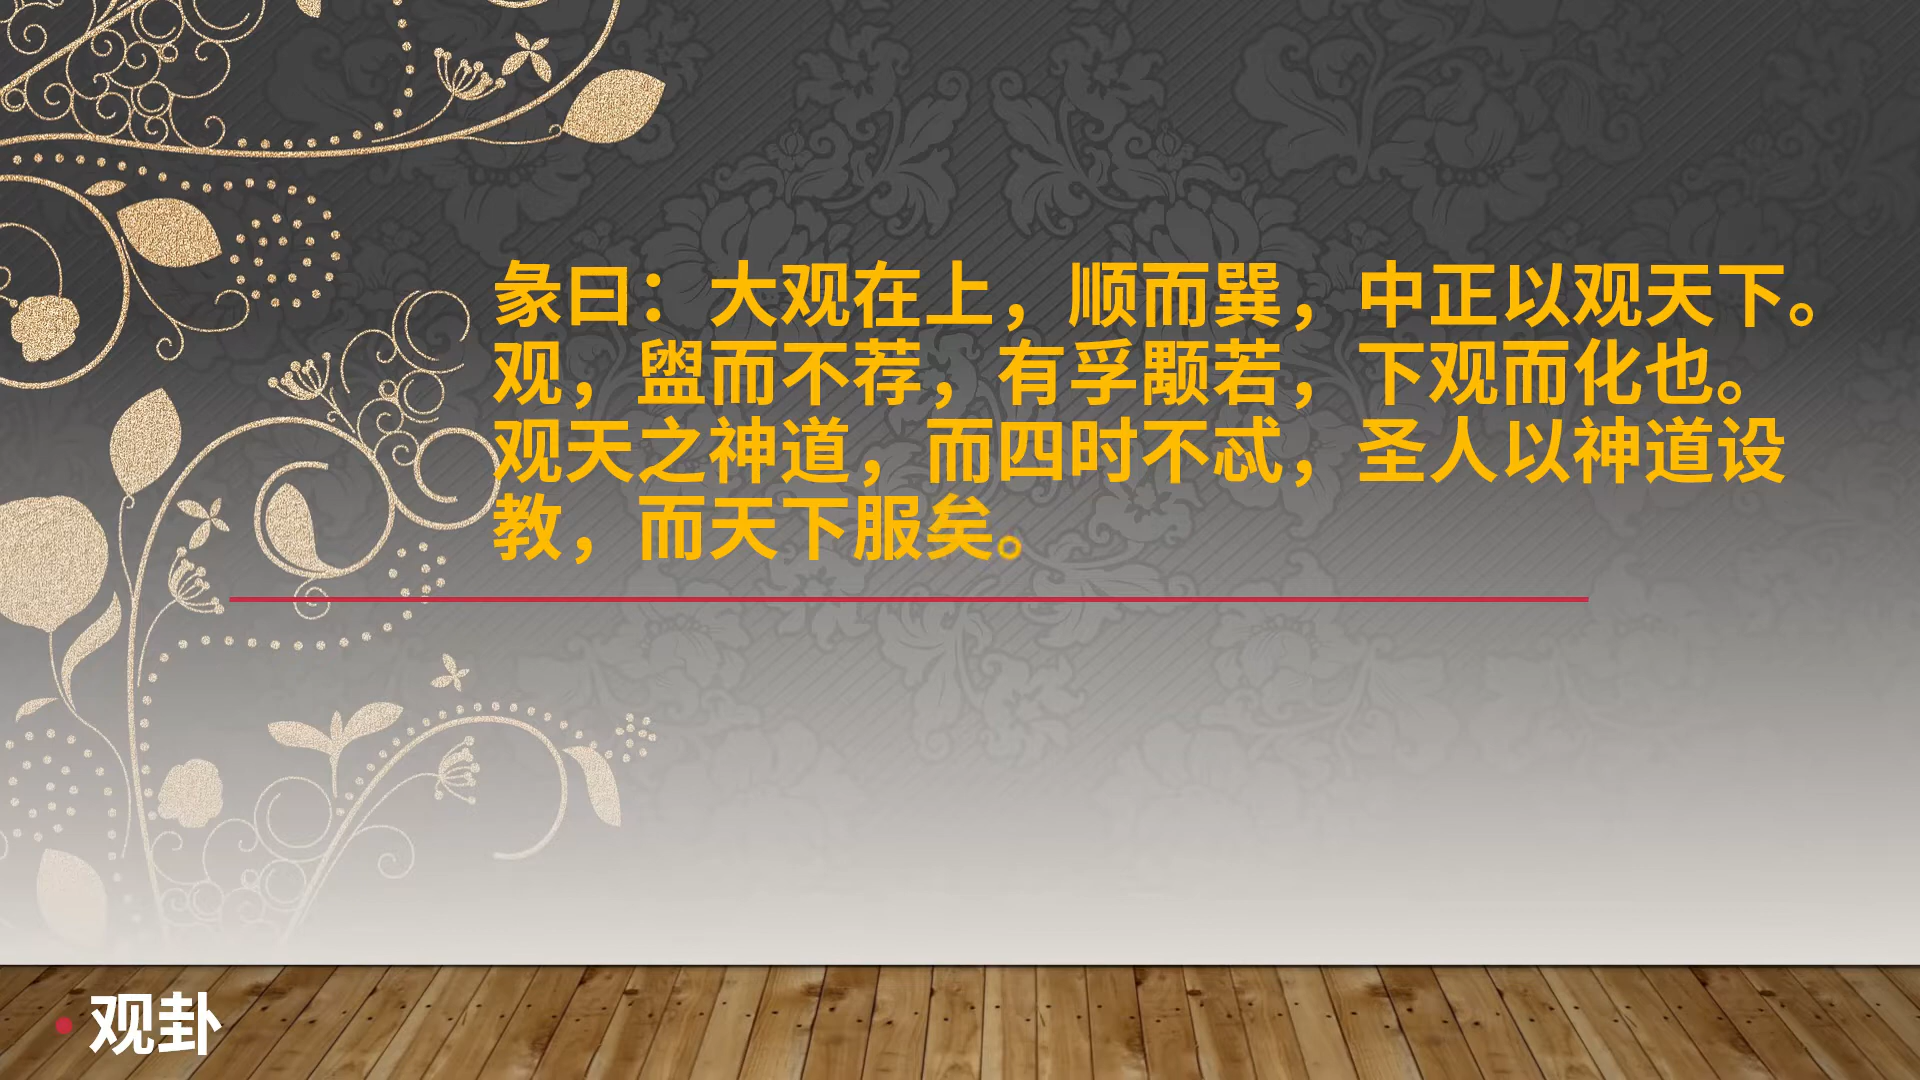 彖曰：大观在上，顺而巽，中正以观天下。
观，盥而不荐，有孚颙若，下观而化也。
观天之神道，而四时不忒，圣人以神道设
教，而天下服矣。
观卦